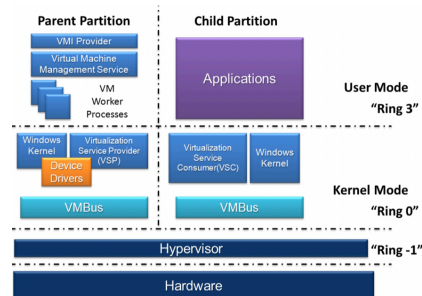 Parent Partition
Child Partition
VMI Provider
Virtual Machine
Management Service
VM
Worker
Processes
Applications
User Mode
“Ring 3”
Windows
Kernel
Virtualization
Service Provider
(VSP)
Device
Drivers
Virtualization
Service
Consumer(VSC)
Windows
Kernel
Kernel Mode
“Ring 0”
VMBus
VMBus
Hypervisor
“Ring -1”
Hardware